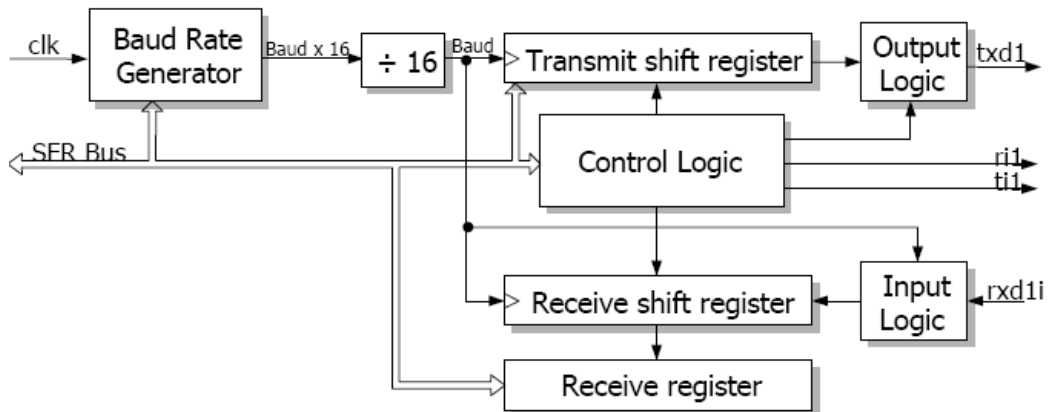 clk
Baud Rate
Generator
Baud x 16
÷ 16
Baud
Transmit shift register
Output
Logic
txd1
SFR Bus
Control Logic
ri1
ti1
Receive shift register
Input
Logic
rxd1i
Receive register